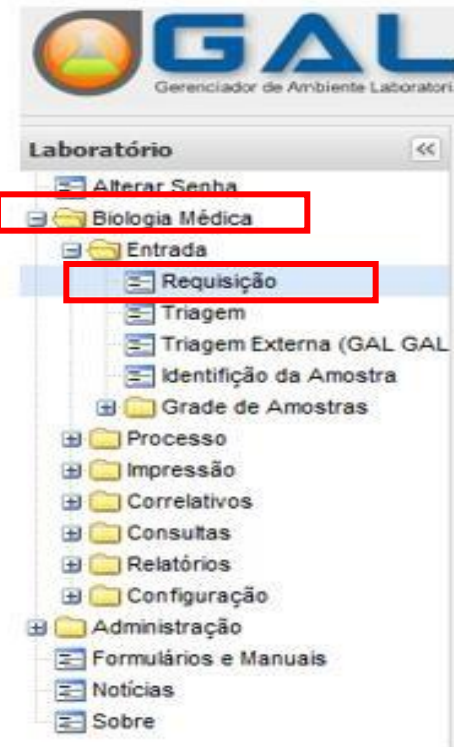 GAL
Gerenciador de Ambiente Laboratori
Laboratório
Alterar Senha
Biologia Médica
Entrada
Requisição
Triagem
Triagem Externa (GAL GAL
Identifição da Amostra
Grade de Amostras
Processo
Impressão
Correlativos
Consultas
Relatórios
Configuração
Administração
Formulários e Manuais
Notícias
Sobre